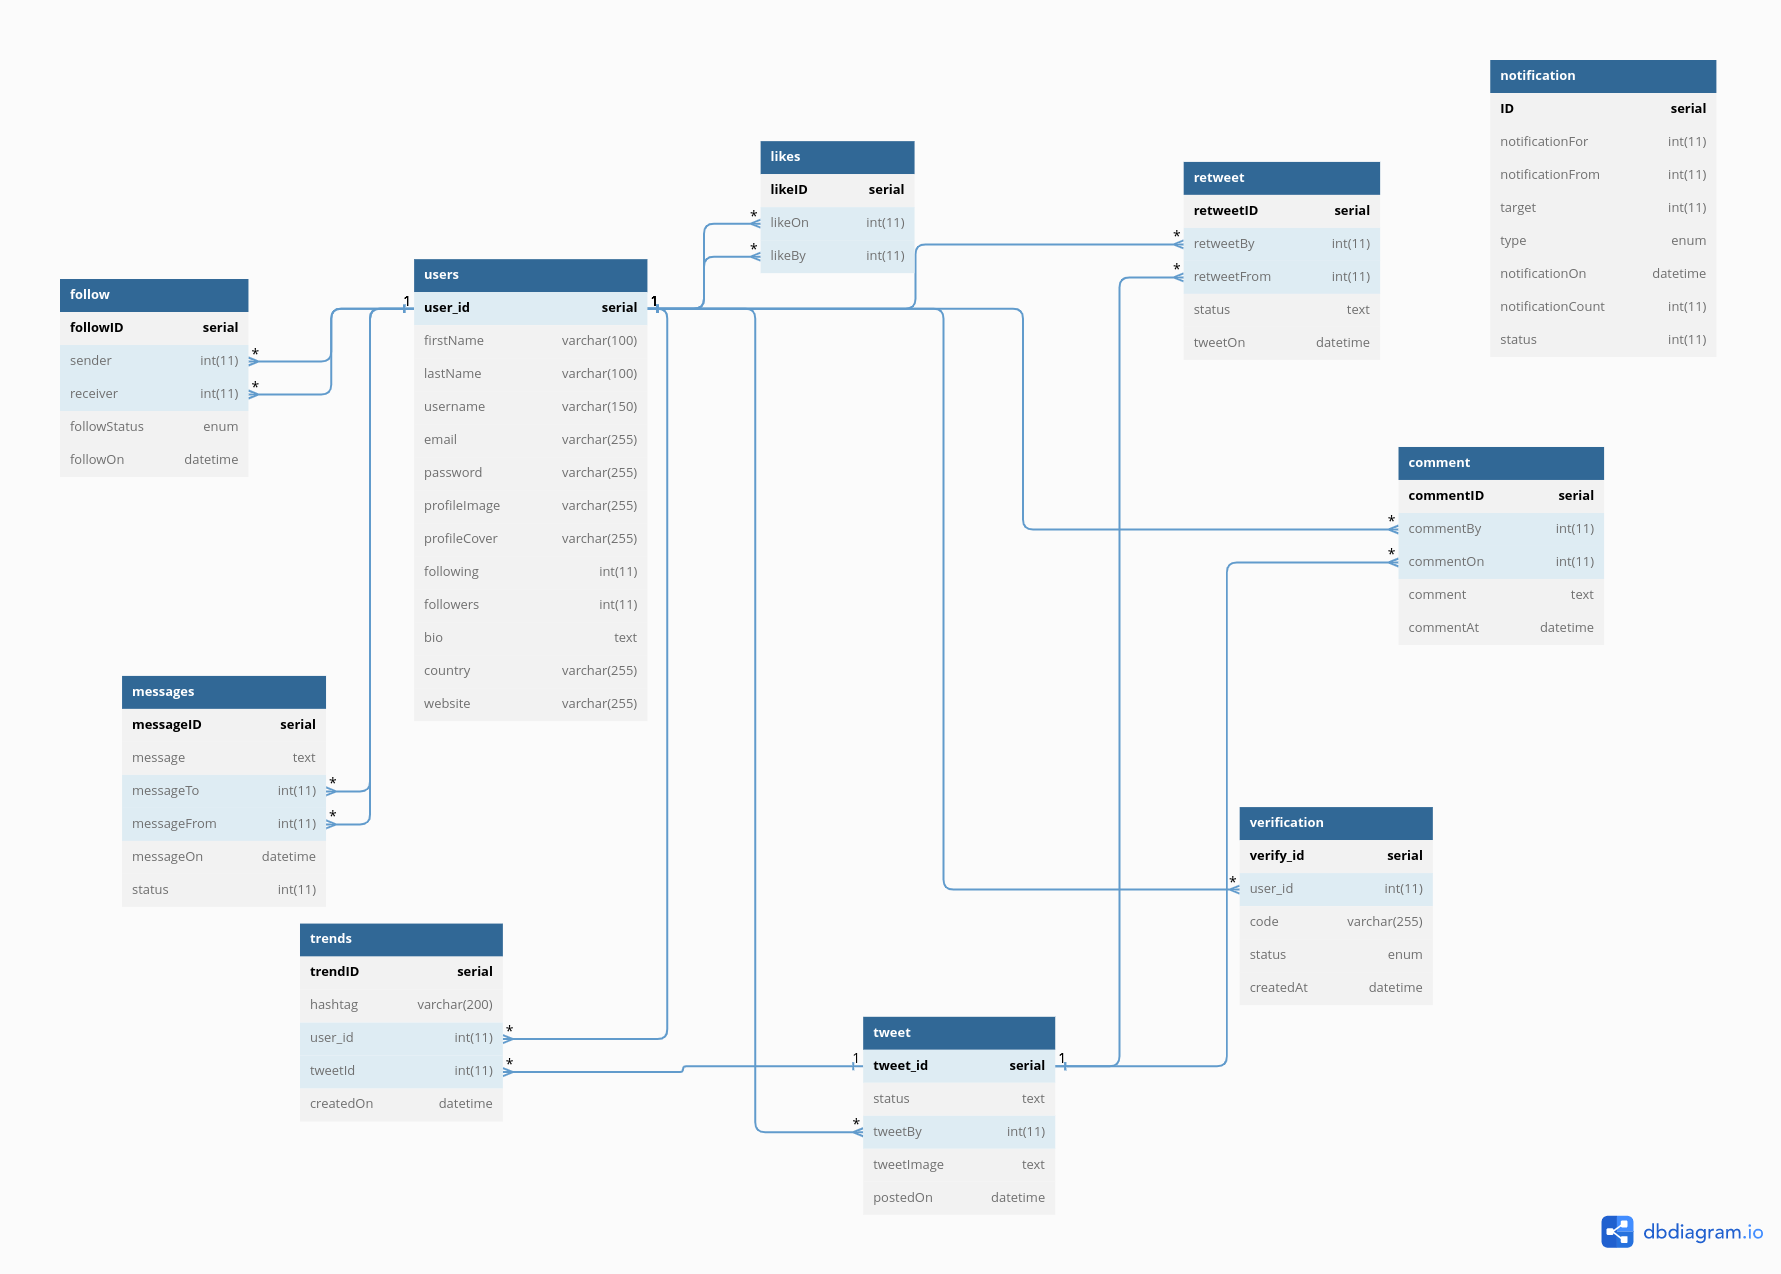 notification
ID serial
notificationFor int(11)
notificationFrom int(11)
target int(11)
type enum
notificationOn datetime
notificationCount int(11)
status int(11)
likes
likeID serial
* likeOn int(11)
* likeBy int(11)
retweet
retweetID serial
* retweetBy int(11)
* retweetFrom int(11)
status text
tweetOn datetime
users
1 user_id serial 1
firstName varchar(100)
lastName varchar(100)
username varchar(150)
email varchar(255)
password varchar(255)
profileImage varchar(255)
profileCover varchar(255)
following int(11)
followers int(11)
bio text
country varchar(255)
website varchar(255)
follow
followID serial
sender int(11) *
receiver int(11) *
followStatus enum
followOn datetime
comment
commentID serial
* commentBy int(11)
* commentOn int(11)
comment text
commentAt datetime
messages
messageID serial
message text
messageTo int(11) *
messageFrom int(11) *
messageOn datetime
status int(11)
verification
verify_id serial
* user_id int(11)
code varchar(255)
status enum
createdAt datetime
trends
trendID serial
hashtag varchar(200)
user_id int(11) *
tweetId int(11) *
createdOn datetime
tweet
1 tweet_id serial 1
status text
* tweetBy int(11)
tweetImage text
postedOn datetime
dbdiagram.io